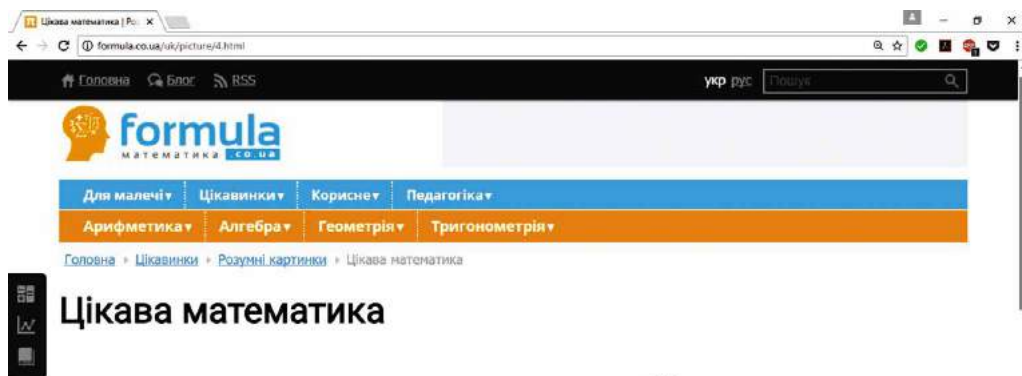 Цікава математика | Ро
formula.co.ua/uk/picture/4.html
Головна Блог RSS укр рус Пошук
formula
математика .co.ua
Для малечі▾ Цікавинки▾ Корисне▾ Педагогіка▾
Арифметика▾ Алгебра▾ Геометрія▾ Тригонометрія▾
Головна ▸ Цікавинки ▸ Розумні картинки ▸ Цікава математика
Цікава математика